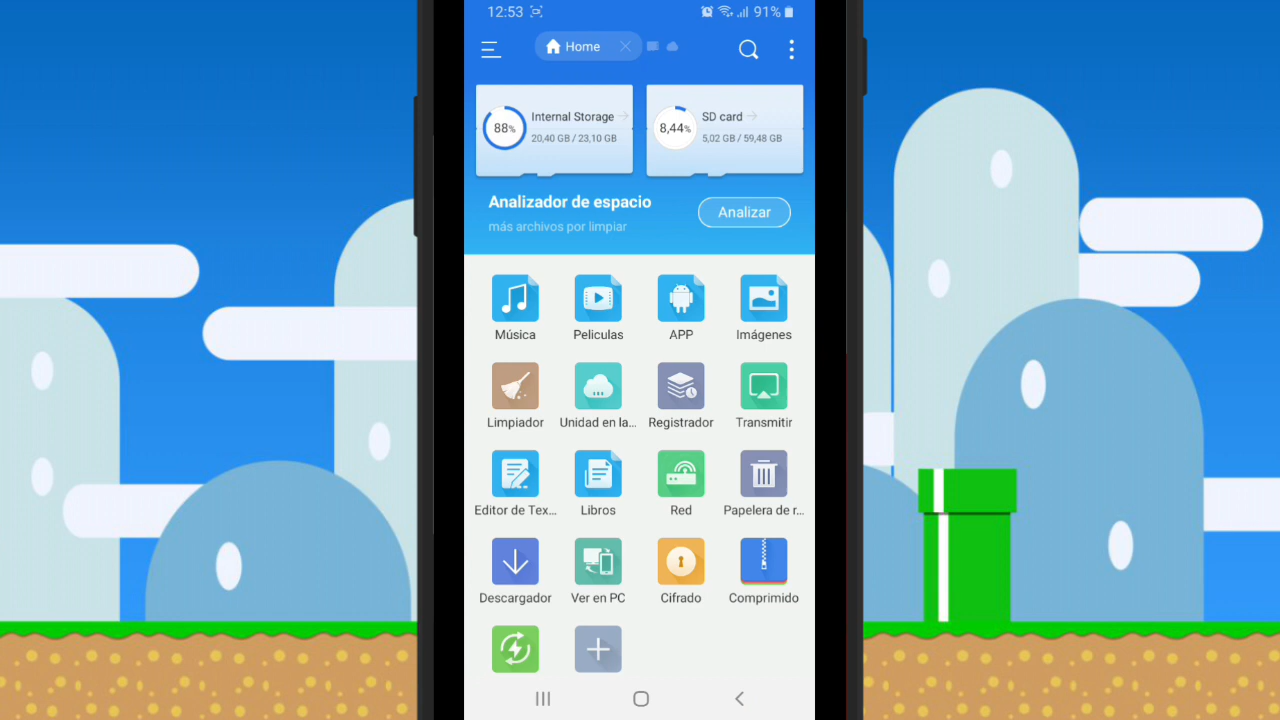 12:53
91%
Home
88%
Internal Storage
20,40 GB / 23,10 GB
8,44%
SD card
5,02 GB / 59,48 GB
Analizador de espacio
más archivos por limpiar
Analizar
Música
Peliculas
APP
Imágenes
Limpiador
Unidad en la...
Registrador
Transmitir
Editor de Tex...
Libros
Red
Papelera de r...
Descargador
Ver en PC
Cifrado
Comprimido